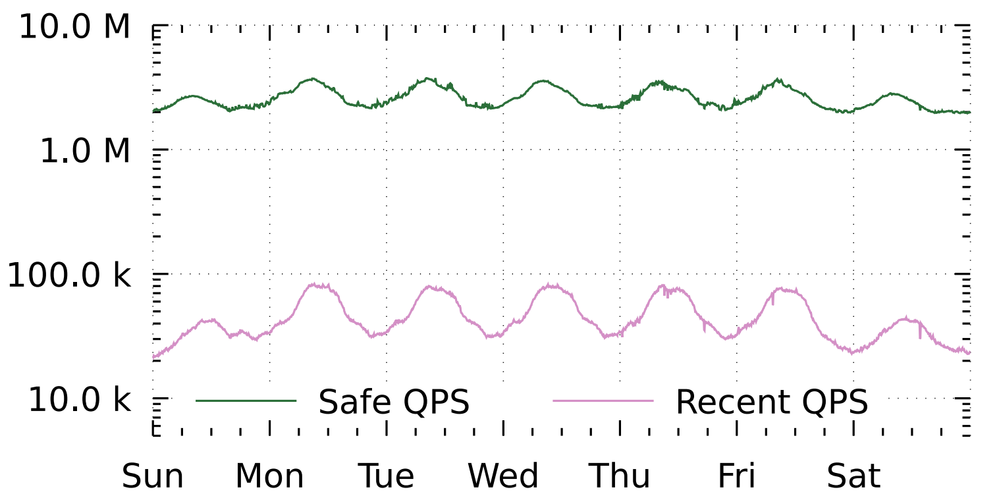 10.0 M
1.0 M
100.0 k
10.0 k
Safe QPS
Recent QPS
Sun Mon Tue Wed Thu Fri Sat